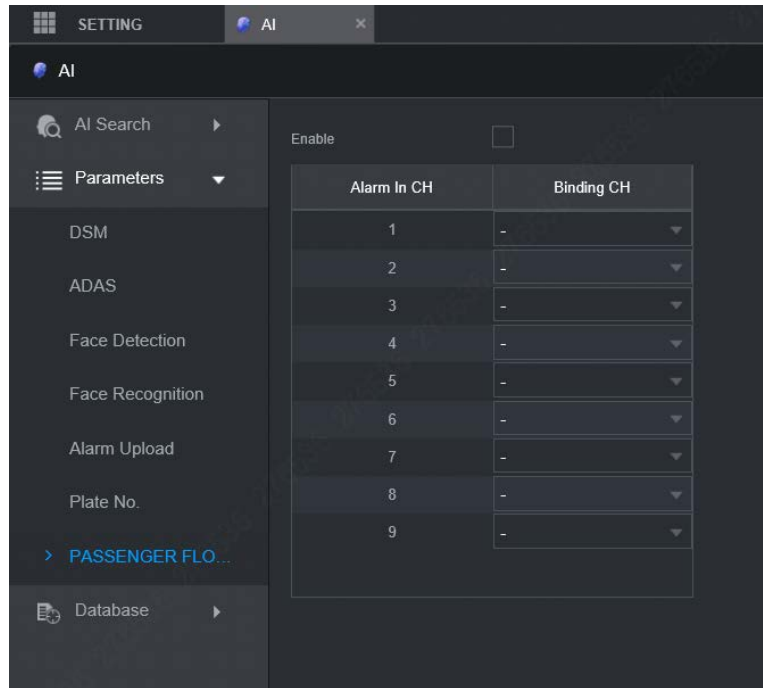 SETTING AI ×
AI
AI Search
Parameters
DSM
ADAS
Face Detection
Face Recognition
Alarm Upload
Plate No.
> PASSENGER FLO...
Database
Enable
Alarm In CH Binding CH
1 -
2 -
3 -
4 -
5 -
6 -
7 -
8 -
9 -